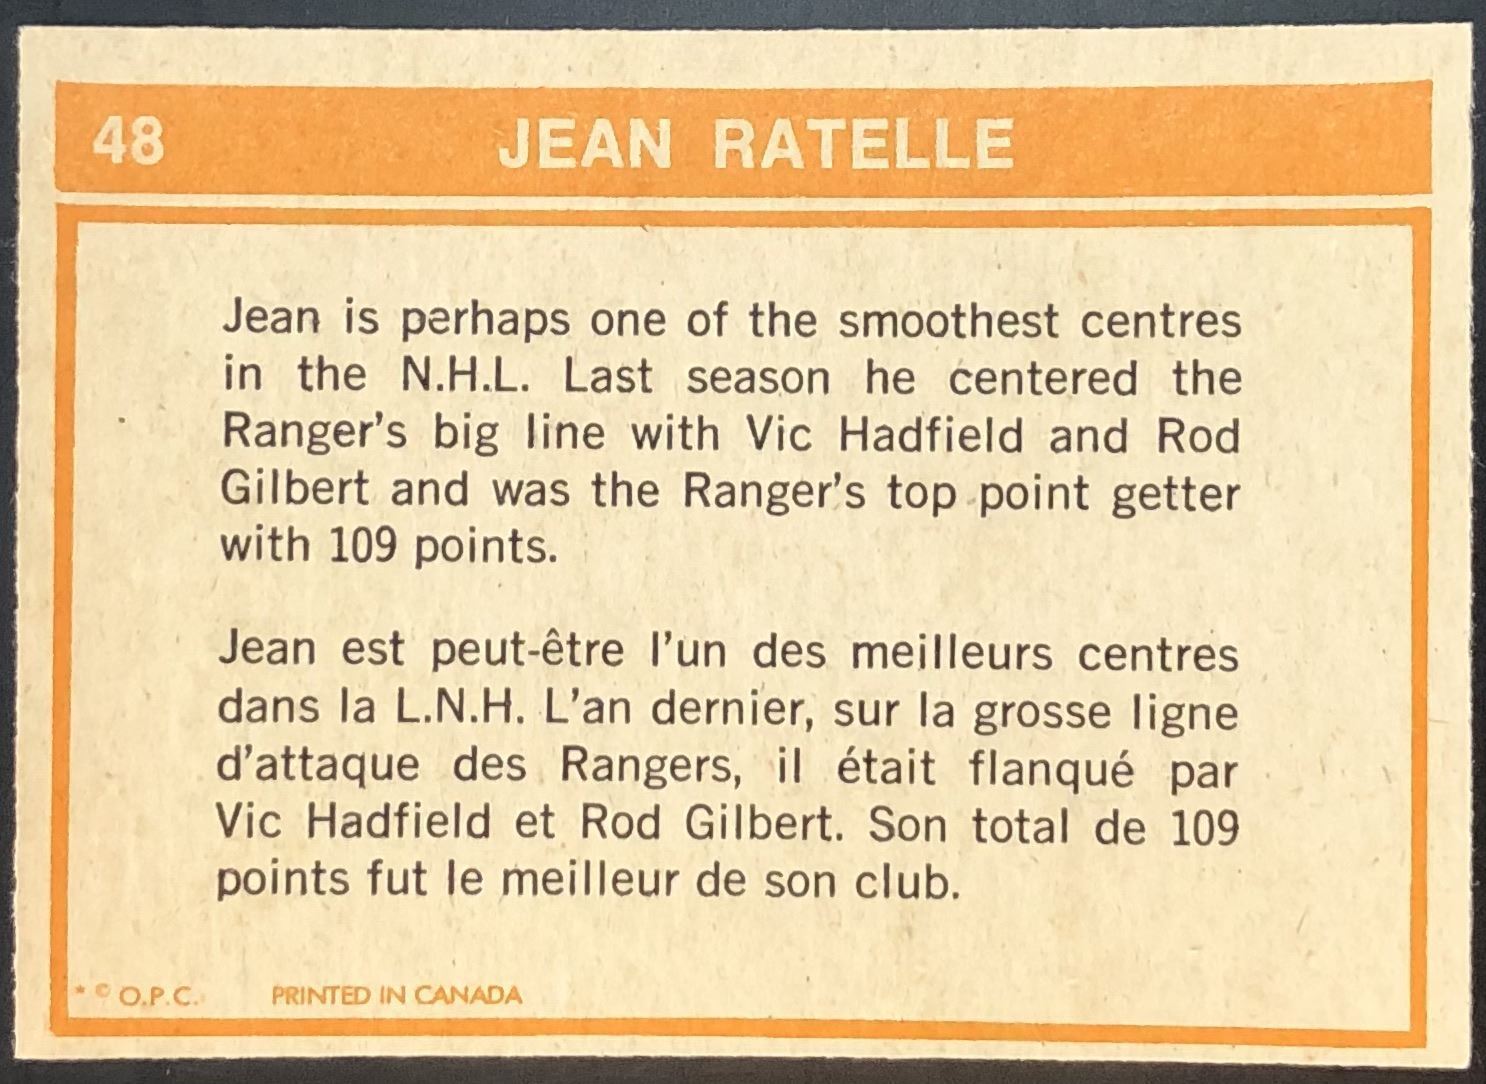 48 JEAN RATELLE
Jean is perhaps one of the smoothest centres
in the N.H.L. Last season he centered the
Ranger's big line with Vic Hadfield and Rod
Gilbert and was the Ranger's top point getter
with 109 points.
Jean est peut-être l'un des meilleurs centres
dans la L.N.H. L'an dernier, sur la grosse ligne
d'attaque des Rangers, il était flanqué par
Vic Hadfield et Rod Gilbert. Son total de 109
points fut le meilleur de son club.
* © O.P.C. PRINTED IN CANADA